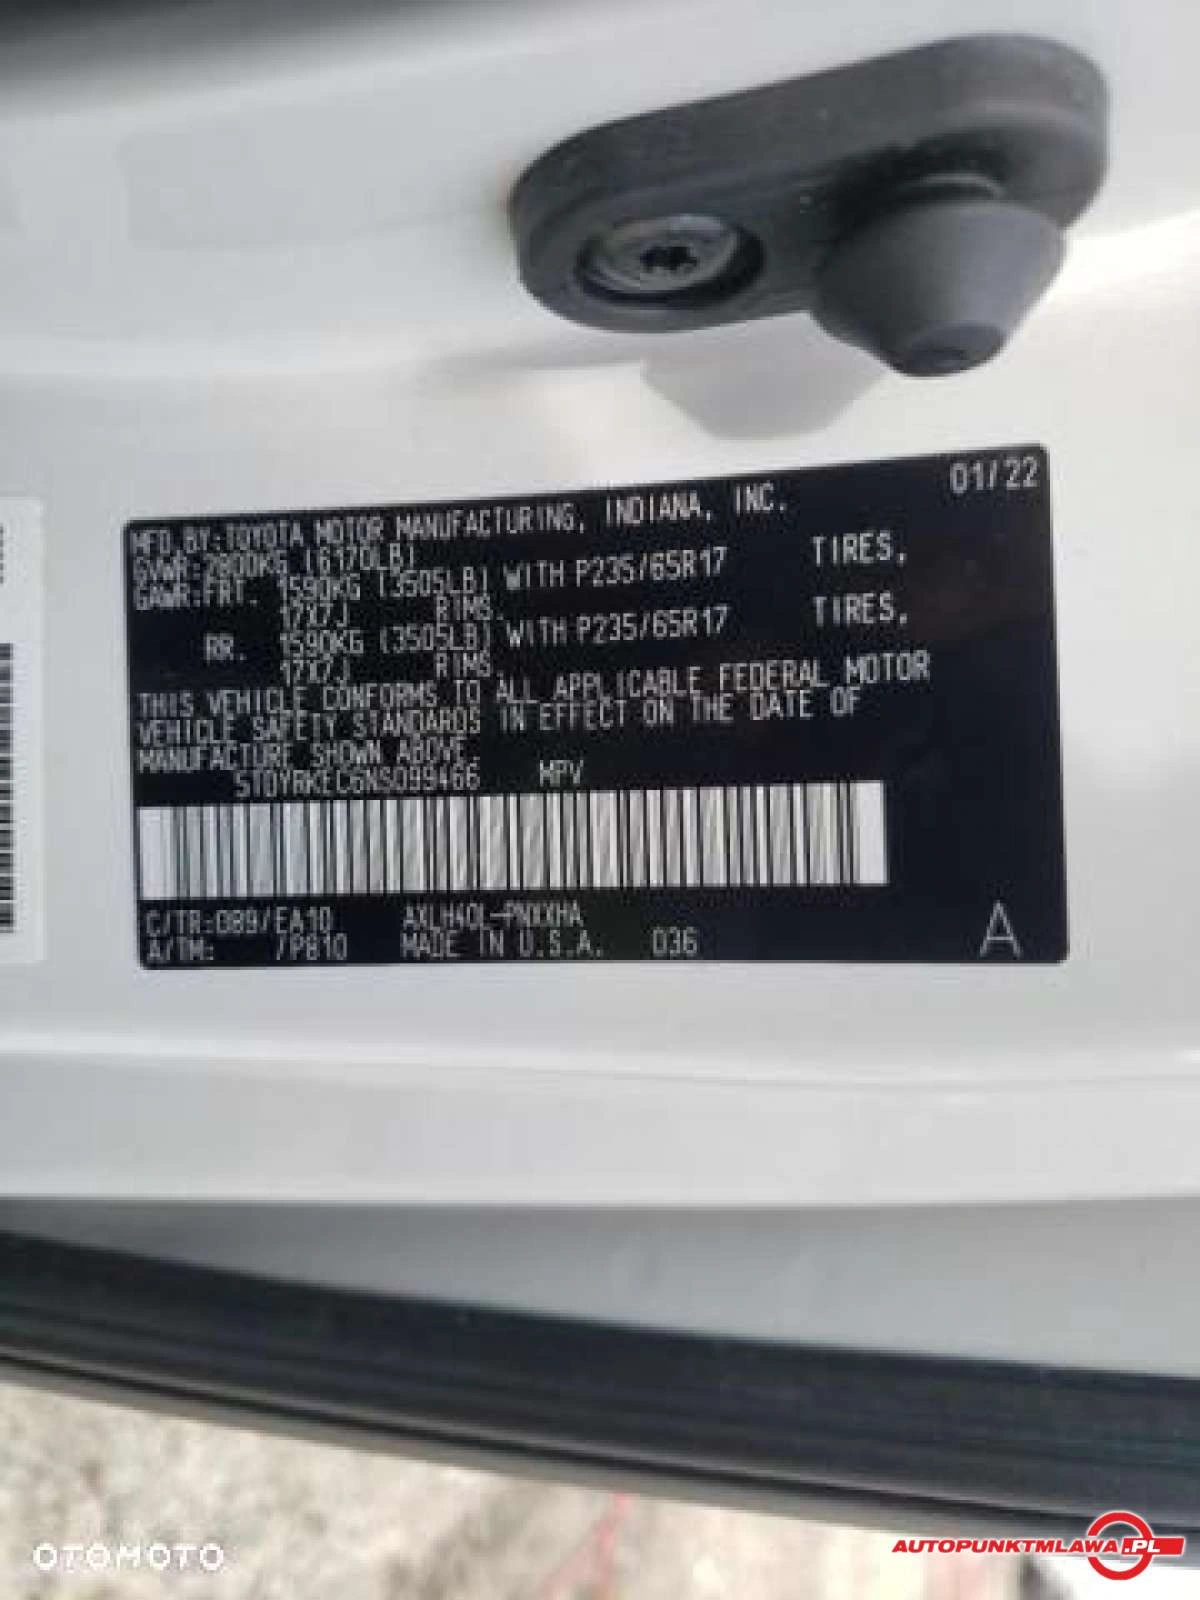 01/22
MFD.BY:TOYOTA MOTOR MANUFACTURING, INDIANA, INC.
GVWR:2800KG (6170LB)
GAWR:FRT. 1590KG (3505LB) WITH P235/65R17 TIRES,
17X7J RIMS.
RR. 1590KG (3505LB) WITH P235/65R17 TIRES,
17X7J RIMS.
THIS VEHICLE CONFORMS TO ALL APPLICABLE FEDERAL MOTOR
VEHICLE SAFETY STANDARDS IN EFFECT ON THE DATE OF
MANUFACTURE SHOWN ABOVE.
5TDYRKEC6NS099466 MPV
C/TR:089/EA10 AXLH40L-PNXXHA
A/TM: /P810 MADE IN U.S.A. 036
A
OTOMOTO
AUTOPUNKTMLAWA.PL